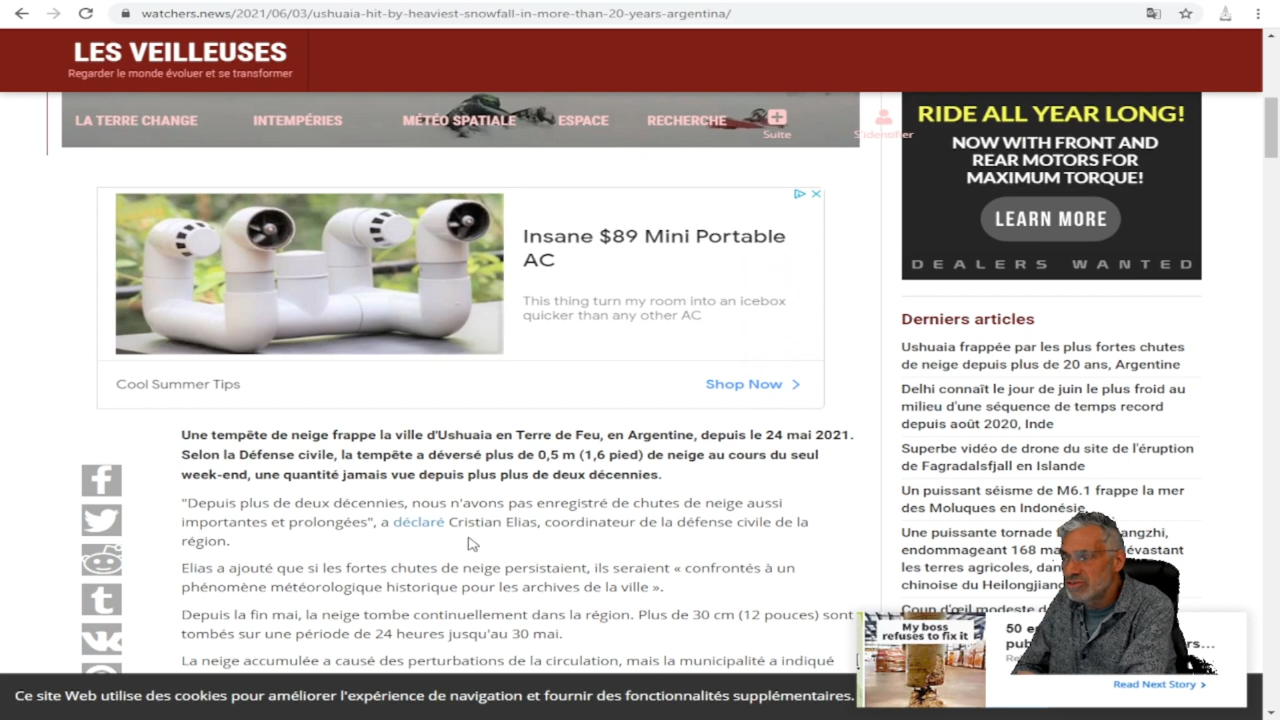 watchers.news/2021/06/03/ushuaia-hit-by-heaviest-snowfall-in-more-than-20-years-argentina/
LES VEILLEUSES
Regarder le monde évoluer et se transformer
LA TERRE CHANGE INTEMPÉRIES MÉTÉO SPATIALE ESPACE RECHERCHE Suite S'identifier
RIDE ALL YEAR LONG!
NOW WITH FRONT AND
REAR MOTORS FOR
MAXIMUM TORQUE!
LEARN MORE
DEALERS WANTED
Insane $89 Mini Portable
AC
This thing turn my room into an icebox
quicker than any other AC
Cool Summer Tips
Shop Now >
Une tempête de neige frappe la ville d'Ushuaia en Terre de Feu, en Argentine, depuis le 24 mai 2021.
Selon la Défense civile, la tempête a déversé plus de 0,5 m (1,6 pied) de neige au cours du seul
week-end, une quantité jamais vue depuis plus plus de deux décennies.
"Depuis plus de deux décennies, nous n'avons pas enregistré de chutes de neige aussi
importantes et prolongées", a déclaré Cristian Elias, coordinateur de la défense civile de la
région.
Elias a ajouté que si les fortes chutes de neige persistaient, ils seraient « confrontés à un
phénomène météorologique historique pour les archives de la ville ».
Depuis la fin mai, la neige tombe continuellement dans la région. Plus de 30 cm (12 pouces) sont
tombés sur une période de 24 heures jusqu'au 30 mai.
La neige accumulée a causé des perturbations de la circulation, mais la municipalité a indiqué
Derniers articles
Ushuaia frappée par les plus fortes chutes
de neige depuis plus de 20 ans, Argentine
Delhi connaît le jour de juin le plus froid au
milieu d'une séquence de temps record
depuis août 2020, Inde
Superbe vidéo de drone du site de l'éruption
de Fagradalsfjall en Islande
Un puissant séisme de M6.1 frappe la mer
des Moluques en Indonésie
Une puissante tornade
endommageant 168
les terres agricoles,
chinoise du Heilongjiang
Coup d'œil modeste
My boss
refuses to fix it
50
Read Next Story >
Ce site Web utilise des cookies pour améliorer l'expérience de navigation et fournir des fonctionnalités supplémentaires.